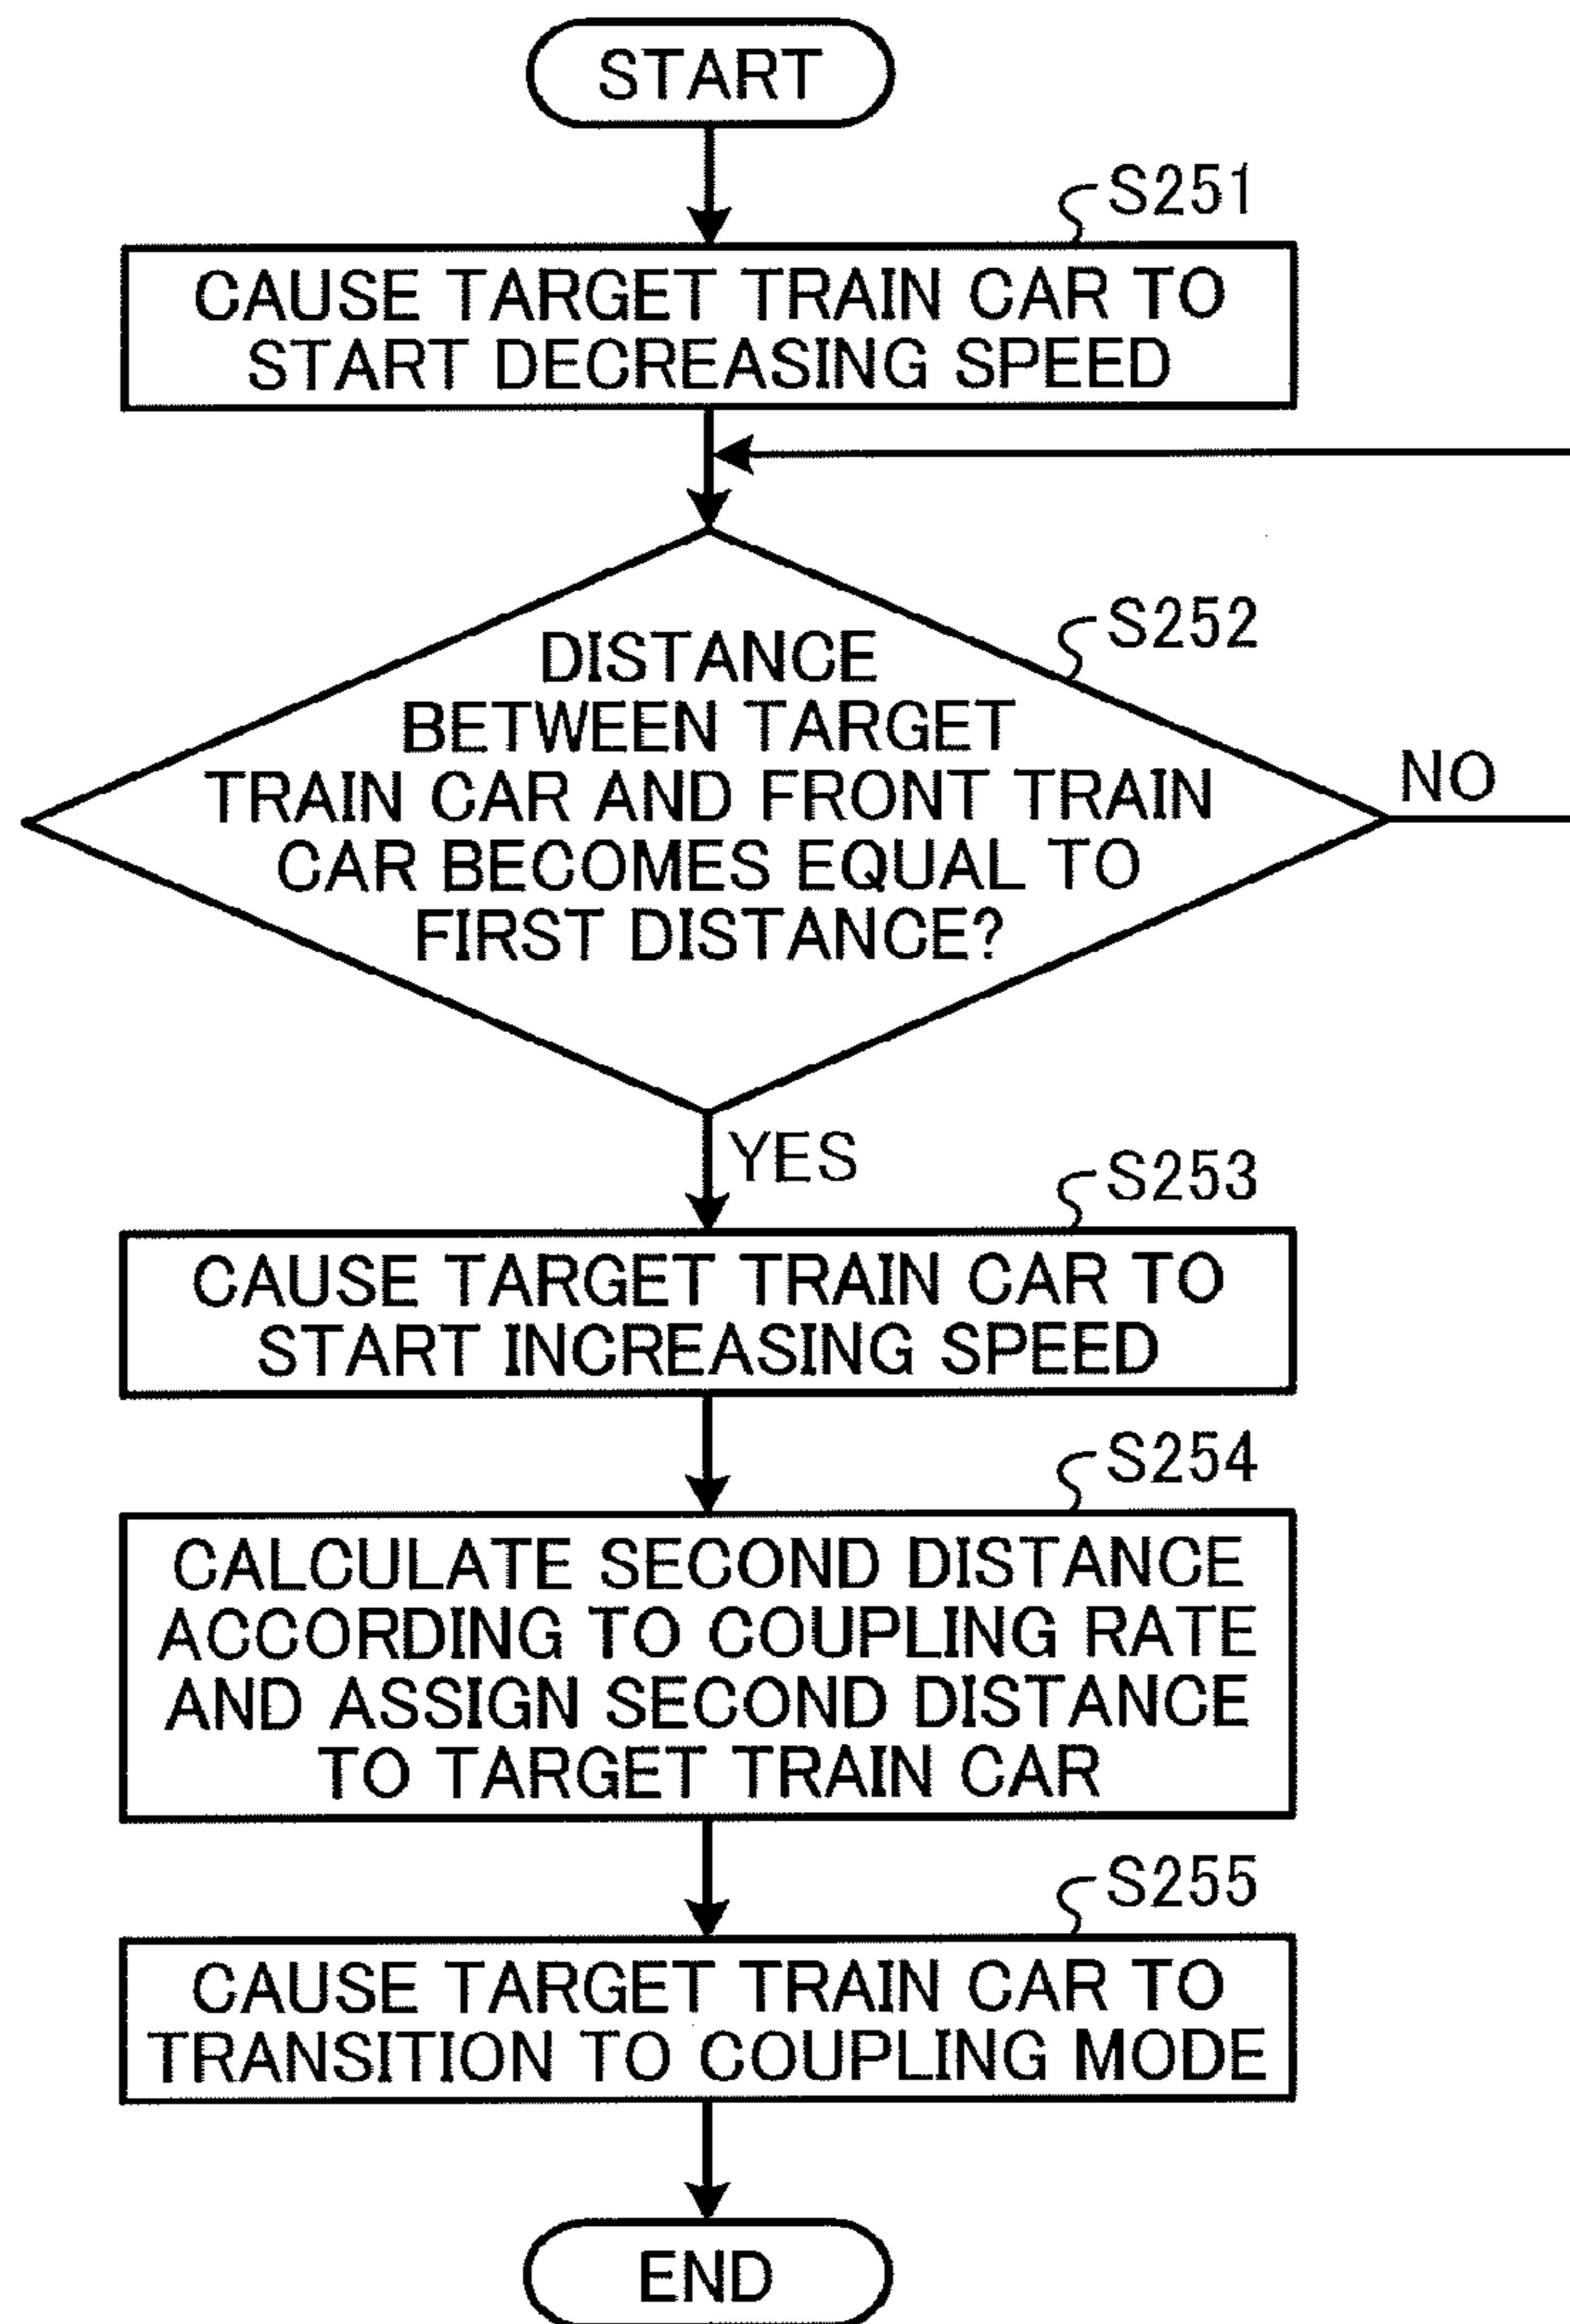 START
S251
CAUSE TARGET TRAIN CAR TO
START DECREASING SPEED
S252
DISTANCE
BETWEEN TARGET
TRAIN CAR AND FRONT TRAIN
CAR BECOMES EQUAL TO
FIRST DISTANCE?
NO
YES
S253
CAUSE TARGET TRAIN CAR TO
START INCREASING SPEED
S254
CALCULATE SECOND DISTANCE
ACCORDING TO COUPLING RATE
AND ASSIGN SECOND DISTANCE
TO TARGET TRAIN CAR
S255
CAUSE TARGET TRAIN CAR TO
TRANSITION TO COUPLING MODE
END